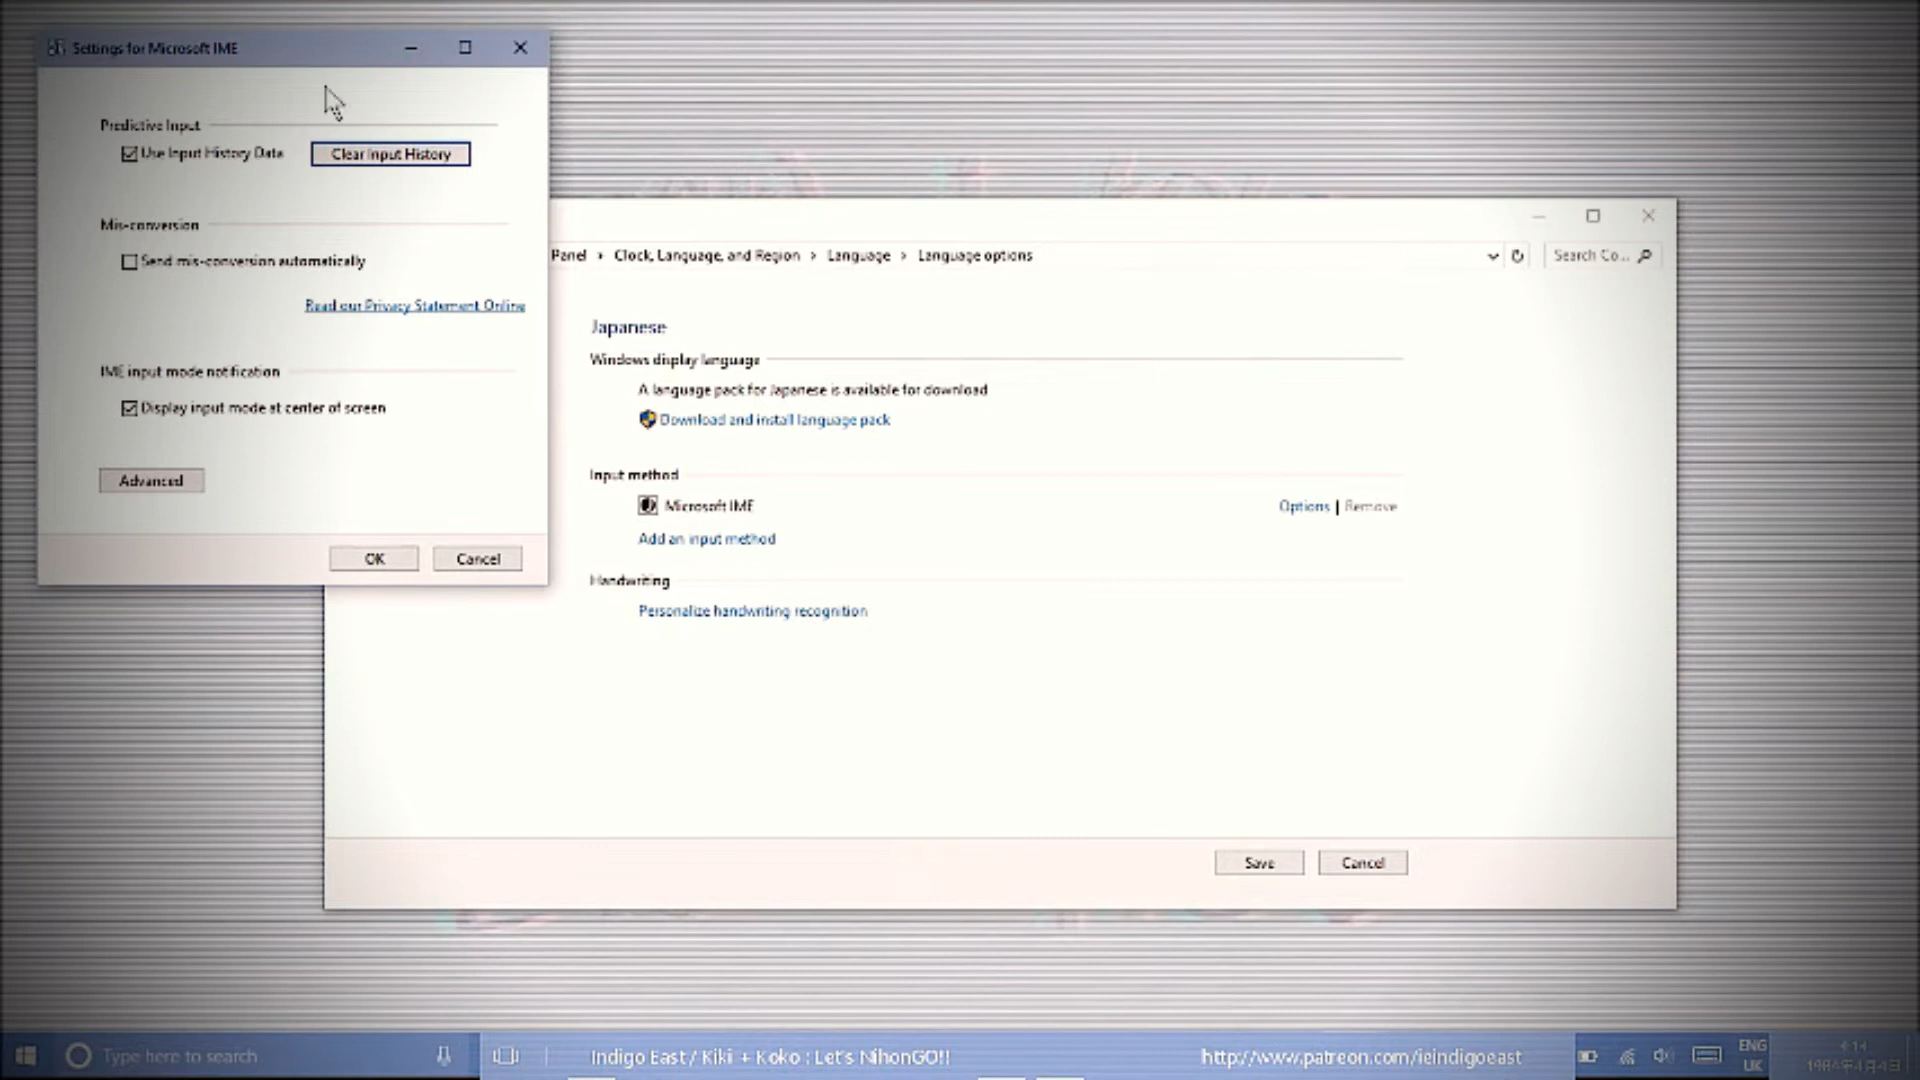 Settings for Microsoft IME
Predictive Input
Use Input History Data
Clear Input History
Mis-conversion
Send mis-conversion automatically
Read our Privacy Statement Online
IME input mode notification
Display input mode at center of screen
Advanced
OK
Cancel
Panel › Clock, Language, and Region › Language › Language options
Search Co...
Japanese
Windows display language
A language pack for Japanese is available for download
Download and install language pack
Input method
Microsoft IME
Options | Remove
Add an input method
Handwriting
Personalize handwriting recognition
Save
Cancel
Type here to search
Indigo East / Kiki + Koko : Let's NihonGO!!
http://www.patreon.com/ieindigoeast
ENG
UK
4:14